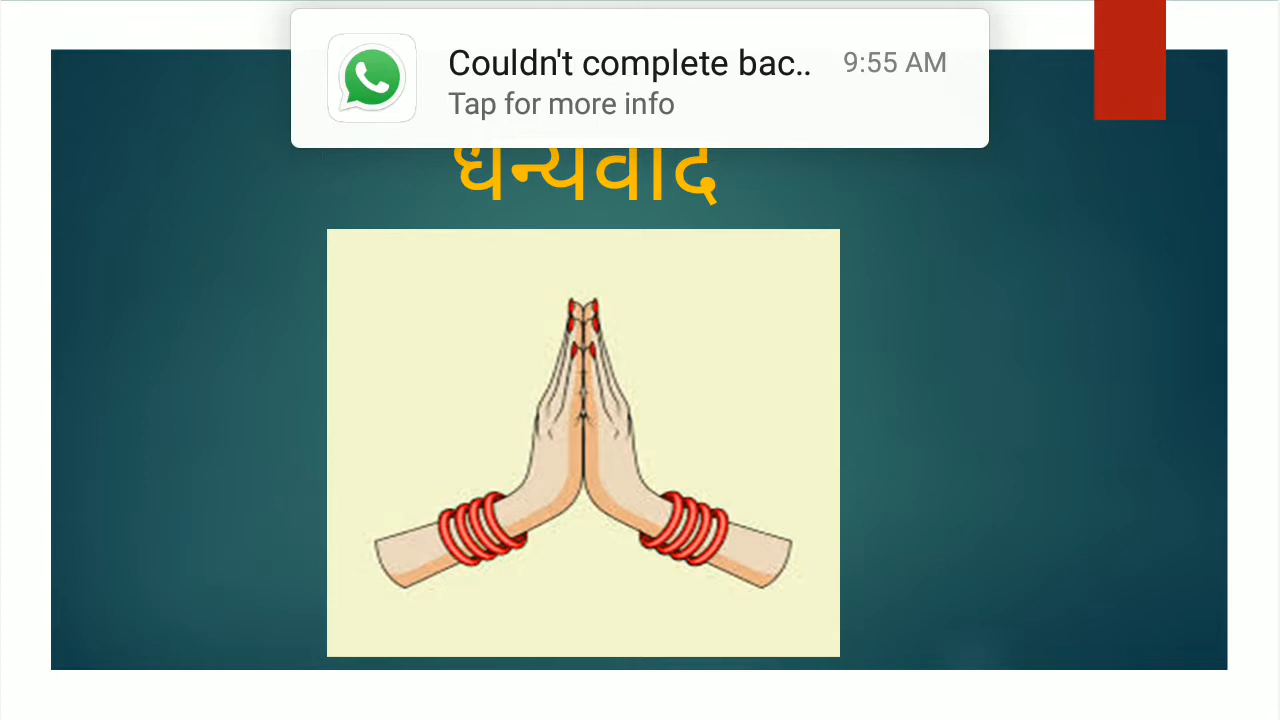 Couldn't complete bac..
9:55 AM
Tap for more info
धन्यवाद